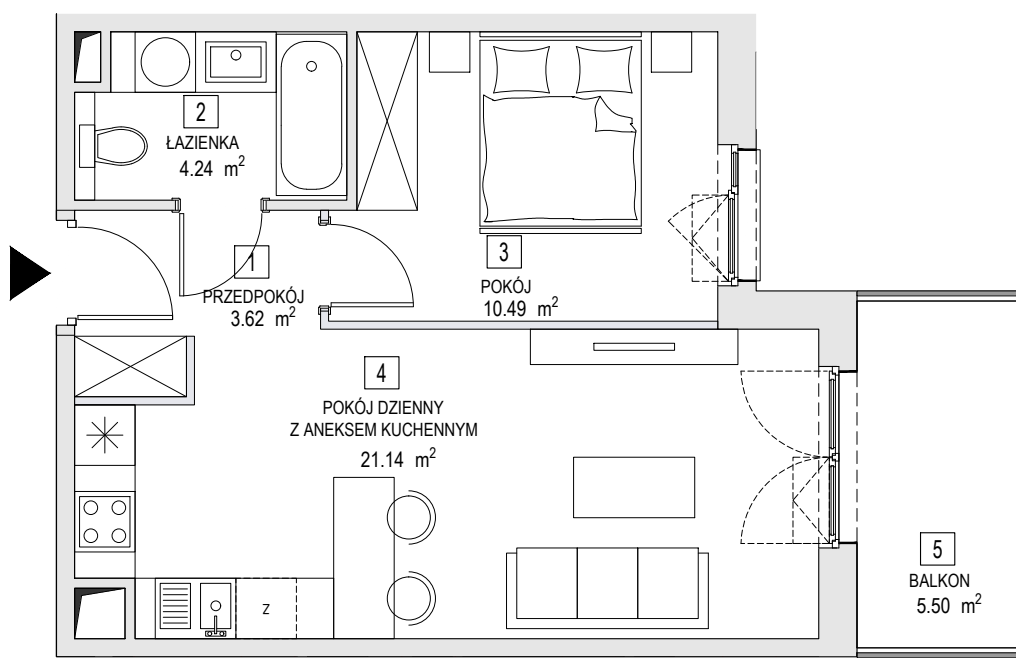 2
ŁAZIENKA
4.24 m²
1
PRZEDPOKÓJ
3.62 m²
3
POKÓJ
10.49 m²
4
POKÓJ DZIENNY
Z ANEKSEM KUCHENNYM
21.14 m²
Z
5
BALKON
5.50 m²